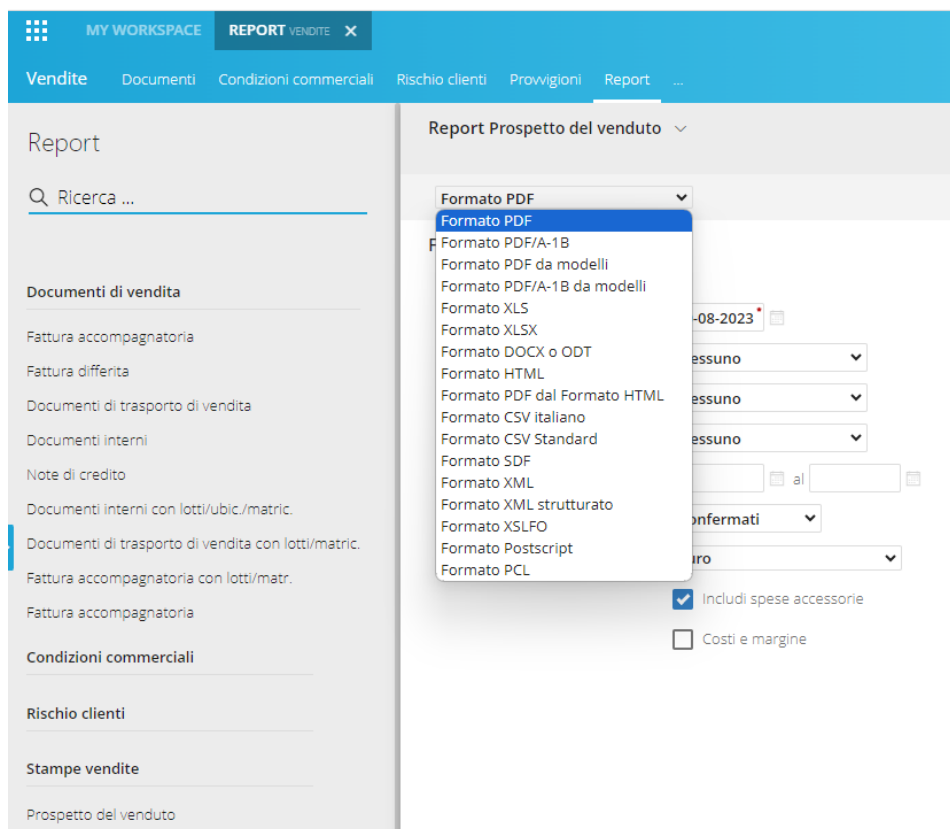 MY WORKSPACE REPORT VENDITE X
Vendite Documenti Condizioni commerciali Rischio clienti Provvigioni Report ...
Report
Ricerca ...
Documenti di vendita
Fattura accompagnatoria
Fattura differita
Documenti di trasporto di vendita
Documenti interni
Note di credito
Documenti interni con lotti/ubic./matric.
Documenti di trasporto di vendita con lotti/matric.
Fattura accompagnatoria con lotti/matr.
Fattura accompagnatoria
Condizioni commerciali
Rischio clienti
Stampe vendite
Prospetto del venduto
Report Prospetto del venduto
Formato PDF
Formato PDF
Formato PDF/A-1B
Formato PDF da modelli
Formato PDF/A-1B da modelli
Formato XLS
Formato XLSX
Formato DOCX o ODT
Formato HTML
Formato PDF dal Formato HTML
Formato CSV italiano
Formato CSV Standard
Formato SDF
Formato XML
Formato XML strutturato
Formato XSLFO
Formato Postscript
Formato PCL
-08-2023 *
essuno
essuno
essuno
al
onfermati
uro
Includi spese accessorie
Costi e margine